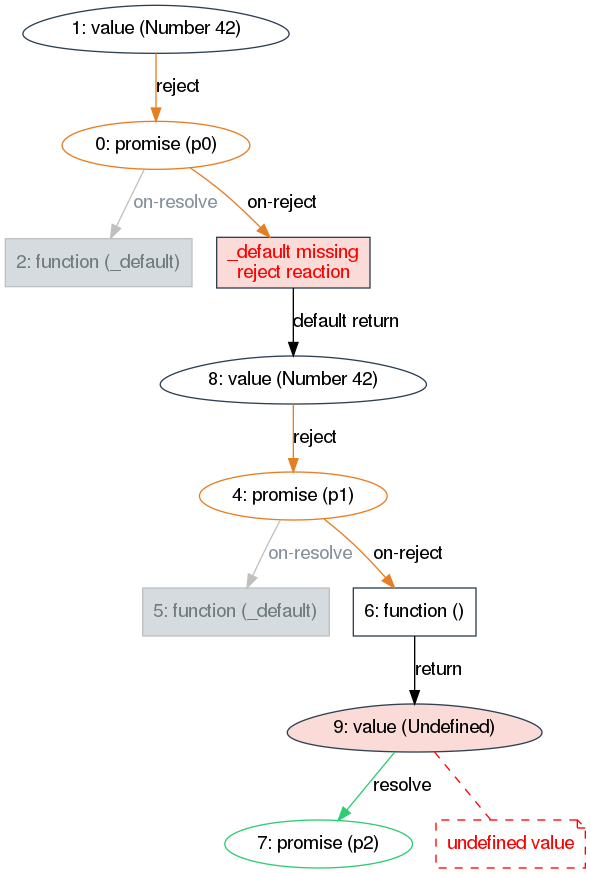 1: value (Number 42)
reject
0: promise (p0)
on-resolve
on-reject
2: function (_default)
_default missing
reject reaction
default return
8: value (Number 42)
reject
4: promise (p1)
on-resolve
on-reject
5: function (_default)
6: function ()
return
9: value (Undefined)
resolve
7: promise (p2)
undefined value